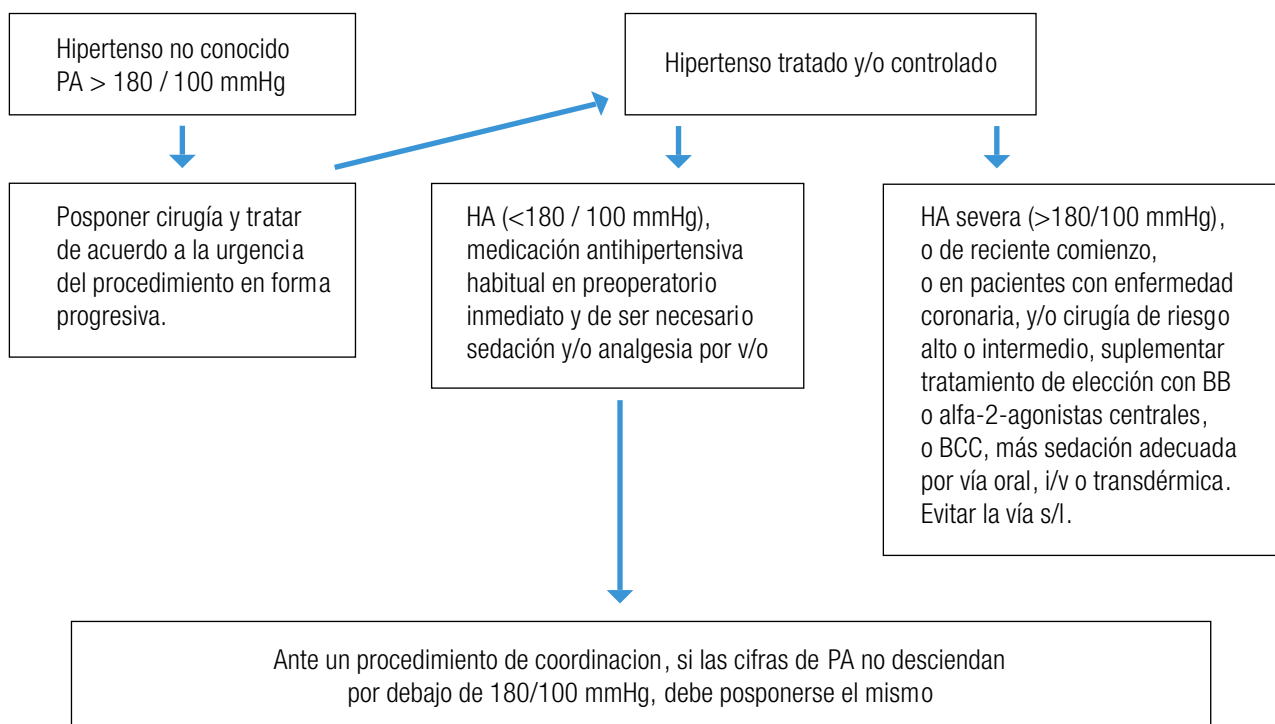 Hipertenso no conocido
PA > 180 / 100 mmHg
Hipertenso tratado y/o controlado
Posponer cirugía y tratar
de acuerdo a la urgencia
del procedimiento en forma
progresiva.
HA (<180 / 100 mmHg),
medicación antihipertensiva
habitual en preoperatorio
inmediato y de ser necesario
sedación y/o analgesia por v/o
HA severa (>180/100 mmHg),
o de reciente comienzo,
o en pacientes con enfermedad
coronaria, y/o cirugía de riesgo
alto o intermedio, suplementar
tratamiento de elección con BB
o alfa-2-agonistas centrales,
o BCC, más sedación adecuada
por vía oral, i/v o transdérmica.
Evitar la vía s/l.
Ante un procedimiento de coordinacion, si las cifras de PA no desciendan
por debajo de 180/100 mmHg, debe posponerse el mismo